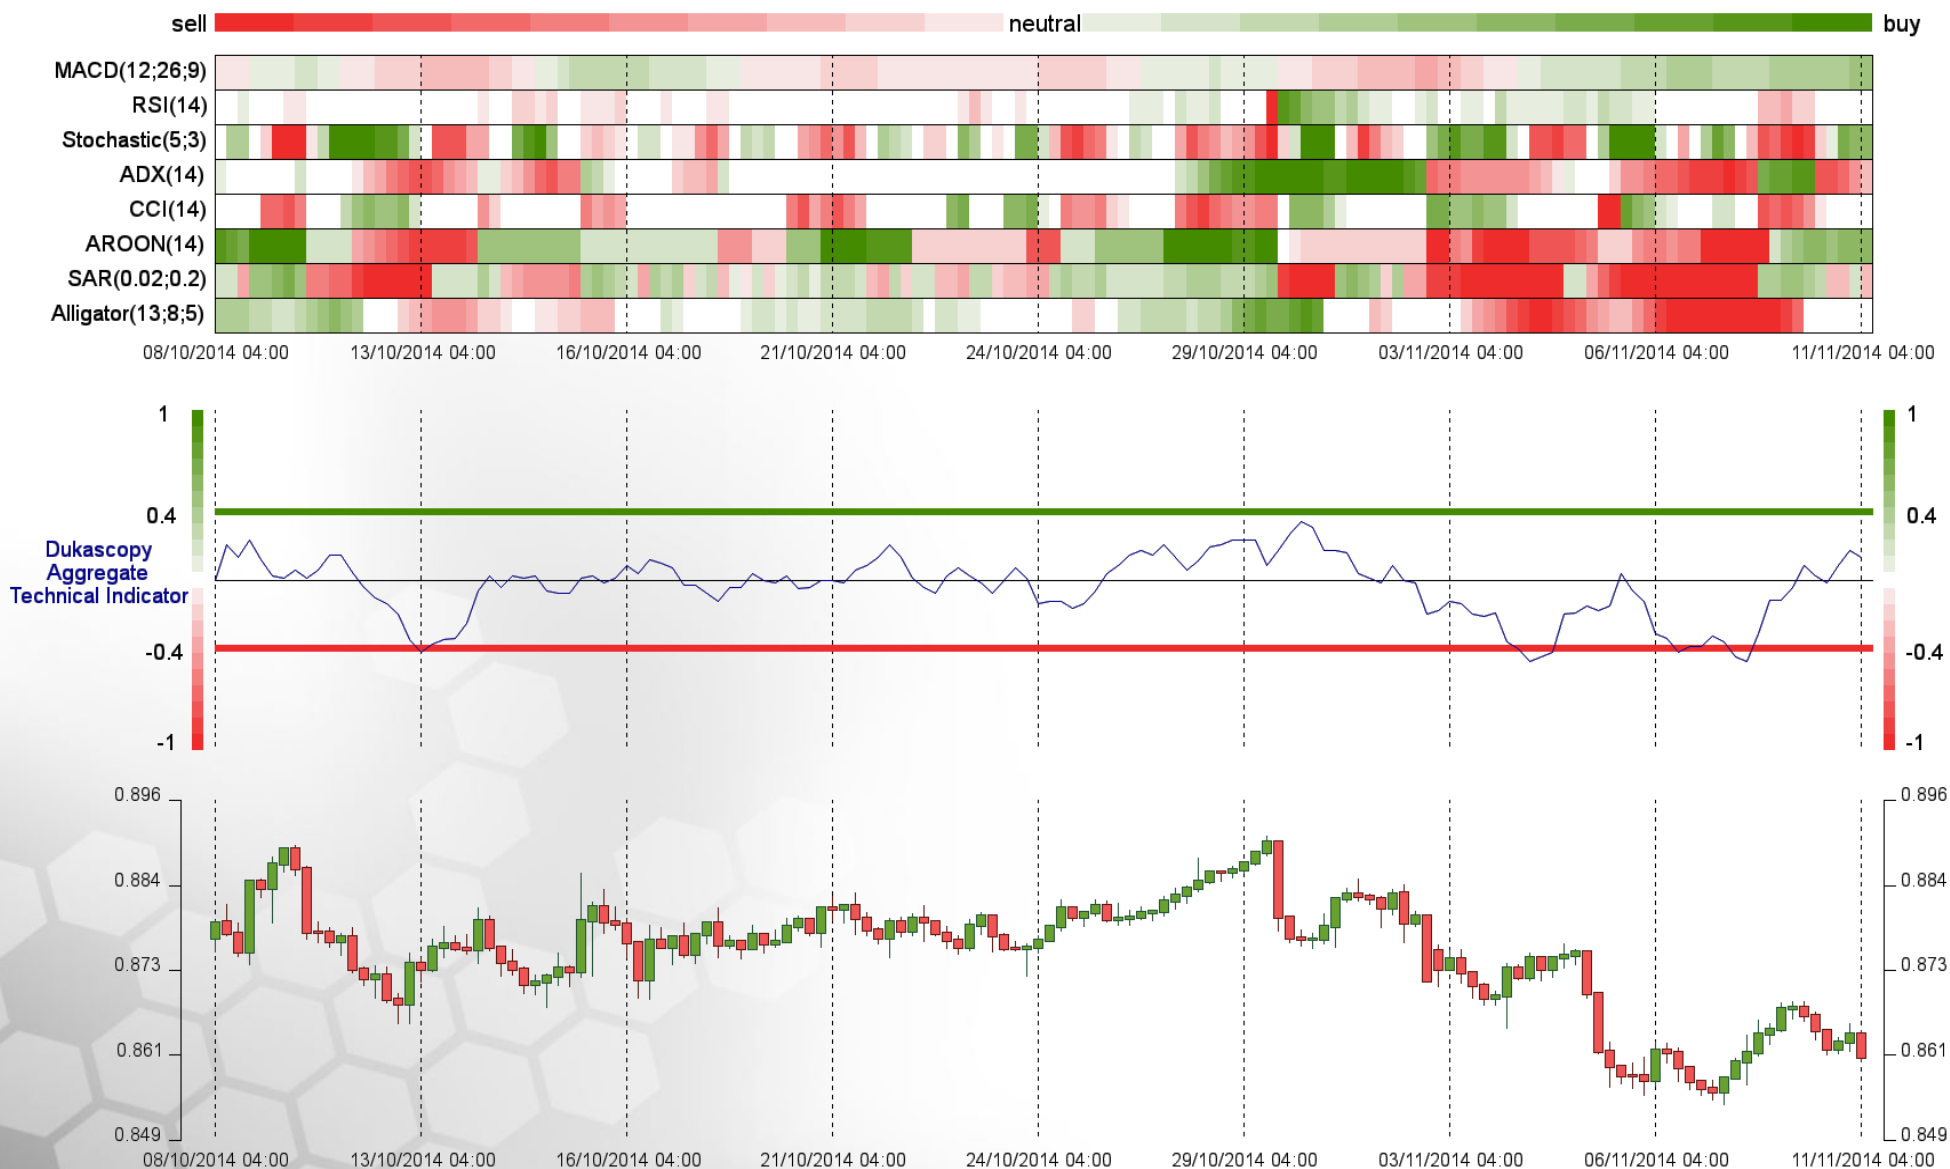 sell neutral buy
MACD(12;26;9)
RSI(14)
Stochastic(5;3)
ADX(14)
CCI(14)
AROON(14)
SAR(0.02;0.2)
Alligator(13;8;5)
08/10/2014 04:00 13/10/2014 04:00 16/10/2014 04:00 21/10/2014 04:00 24/10/2014 04:00 29/10/2014 04:00 03/11/2014 04:00 06/11/2014 04:00 11/11/2014 04:00
1 1
0.4 0.4
Dukascopy
Aggregate
Technical Indicator
-0.4 -0.4
-1 -1
0.896 0.896
0.884 0.884
0.873 0.873
0.861 0.861
0.849 0.849
08/10/2014 04:00 13/10/2014 04:00 16/10/2014 04:00 21/10/2014 04:00 24/10/2014 04:00 29/10/2014 04:00 03/11/2014 04:00 06/11/2014 04:00 11/11/2014 04:00